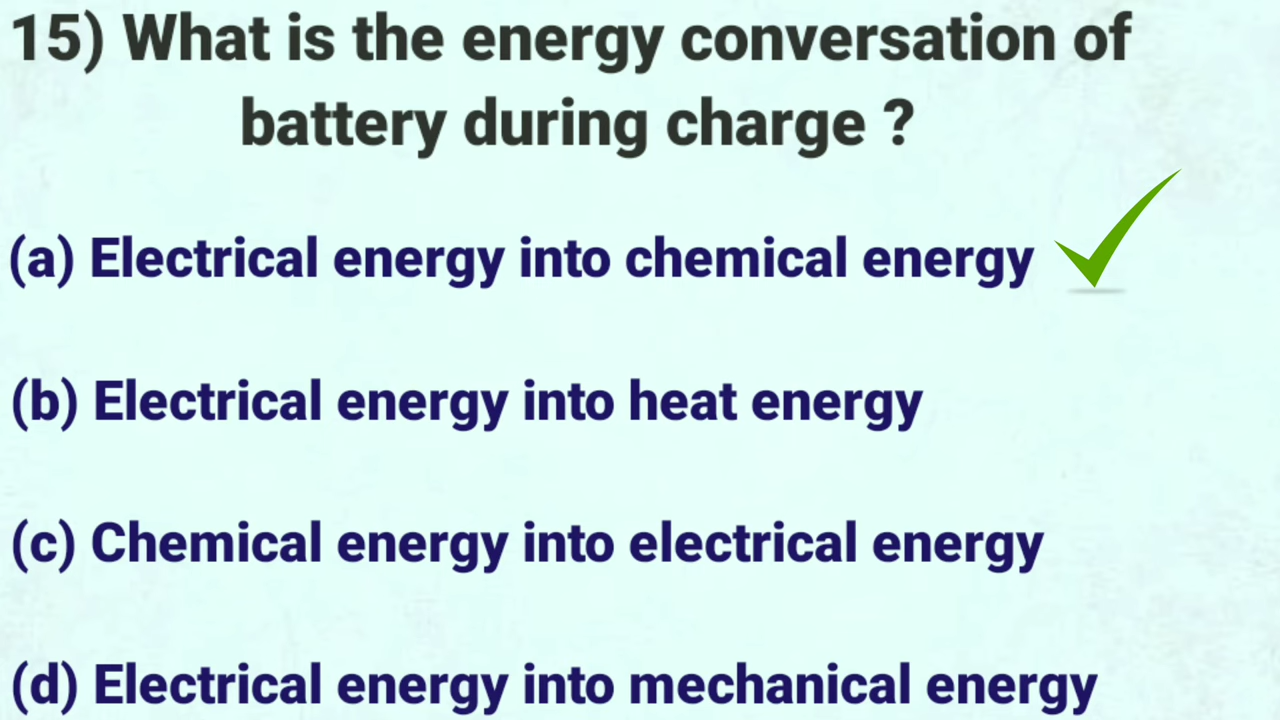 15) What is the energy conversation of
battery during charge ?
(a) Electrical energy into chemical energy
(b) Electrical energy into heat energy
(c) Chemical energy into electrical energy
(d) Electrical energy into mechanical energy